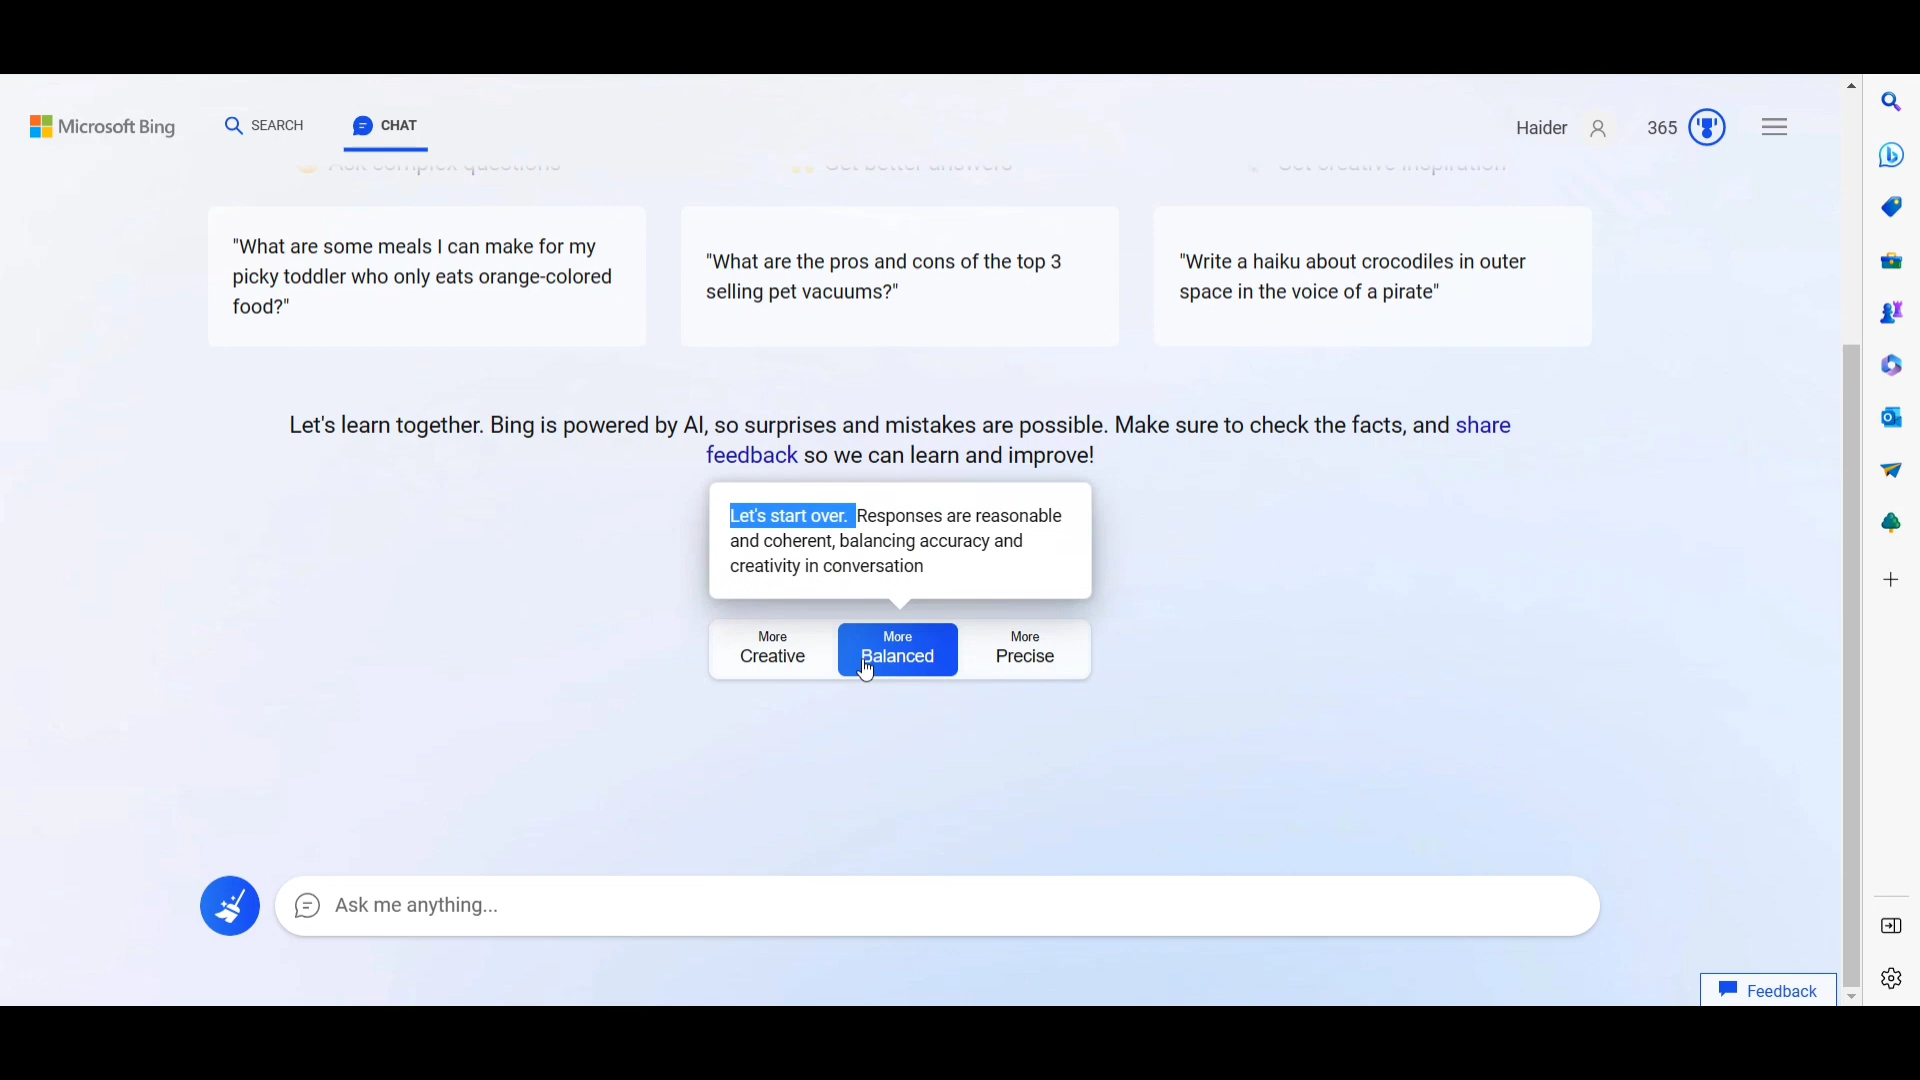 Microsoft Bing
SEARCH
CHAT
Haider
365
"What are some meals I can make for my
picky toddler who only eats orange-colored
food?"
"What are the pros and cons of the top 3
selling pet vacuums?"
"Write a haiku about crocodiles in outer
space in the voice of a pirate"
Let's learn together. Bing is powered by AI, so surprises and mistakes are possible. Make sure to check the facts, and share
feedback so we can learn and improve!
Let's start over. Responses are reasonable
and coherent, balancing accuracy and
creativity in conversation
More
Creative
More
Balanced
More
Precise
Ask me anything...
Feedback